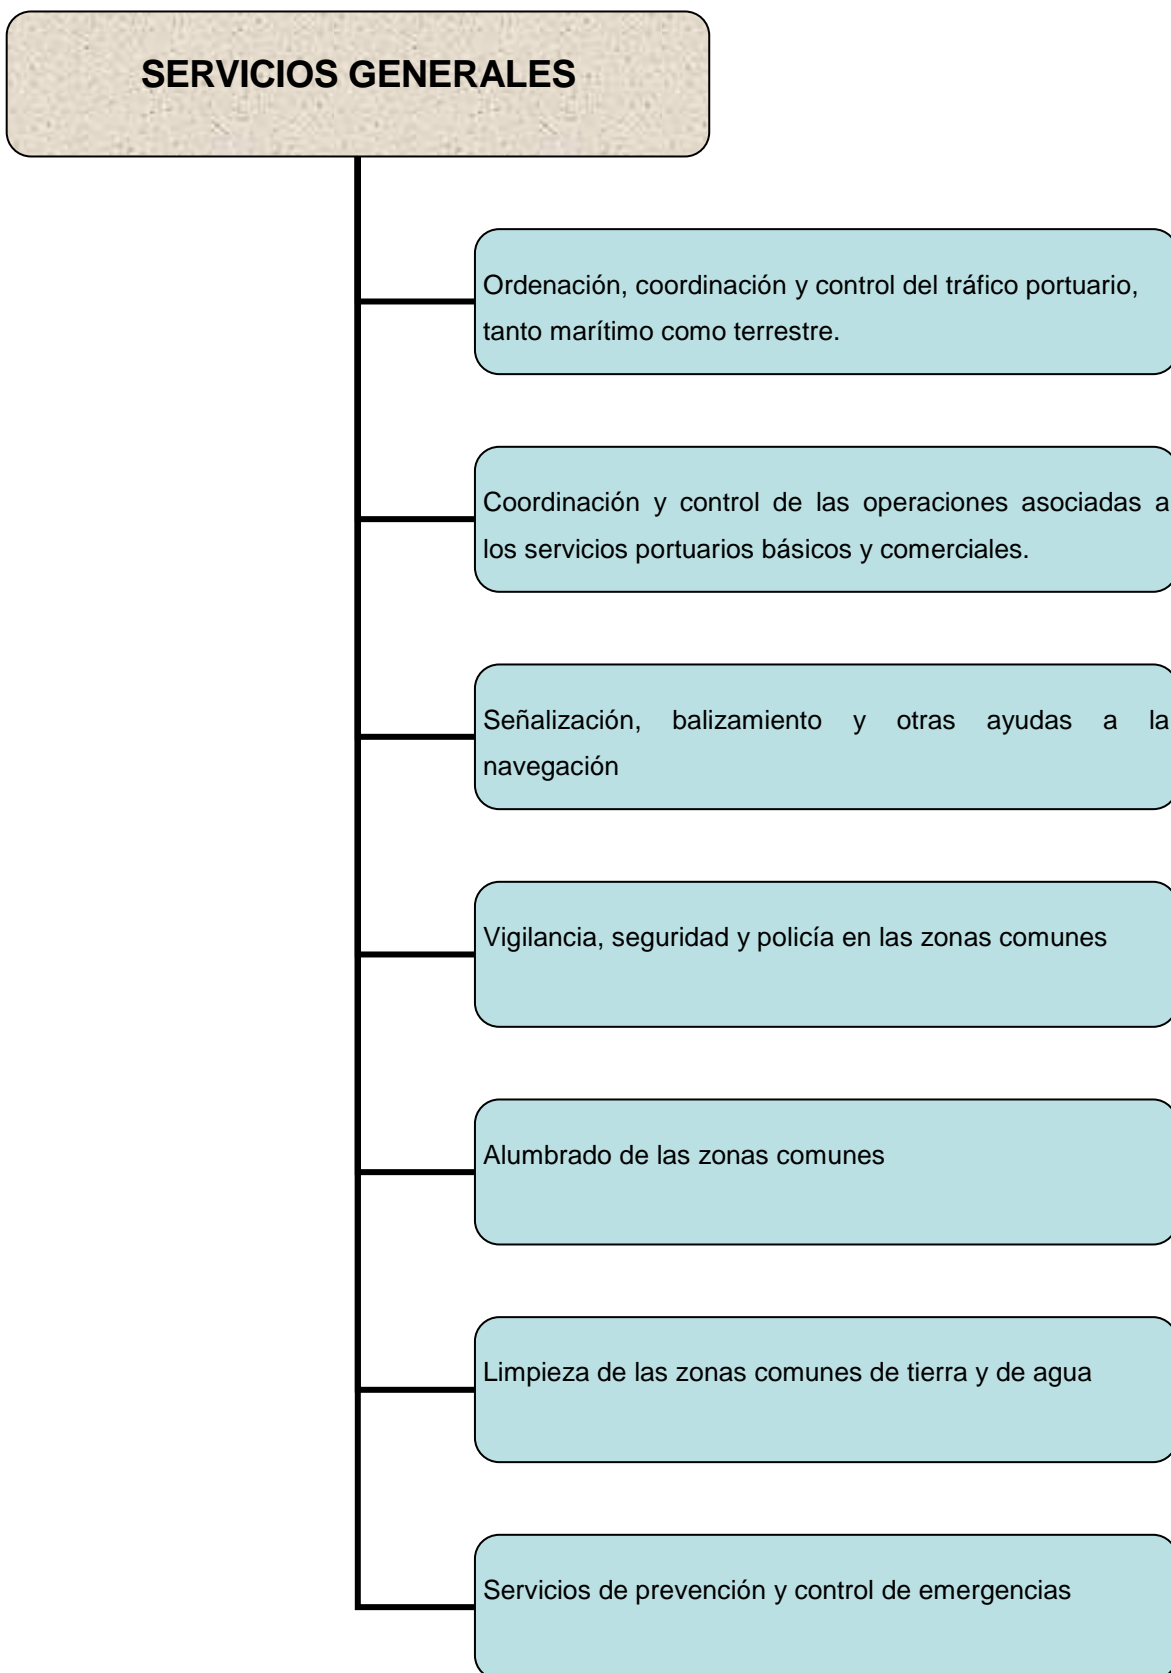 SERVICIOS GENERALES
Ordenación, coordinación y control del tráfico portuario,
tanto marítimo como terrestre.
Coordinación y control de las operaciones asociadas a
los servicios portuarios básicos y comerciales.
Señalización, balizamiento y otras ayudas a la
navegación
Vigilancia, seguridad y policía en las zonas comunes
Alumbrado de las zonas comunes
Limpieza de las zonas comunes de tierra y de agua
Servicios de prevención y control de emergencias